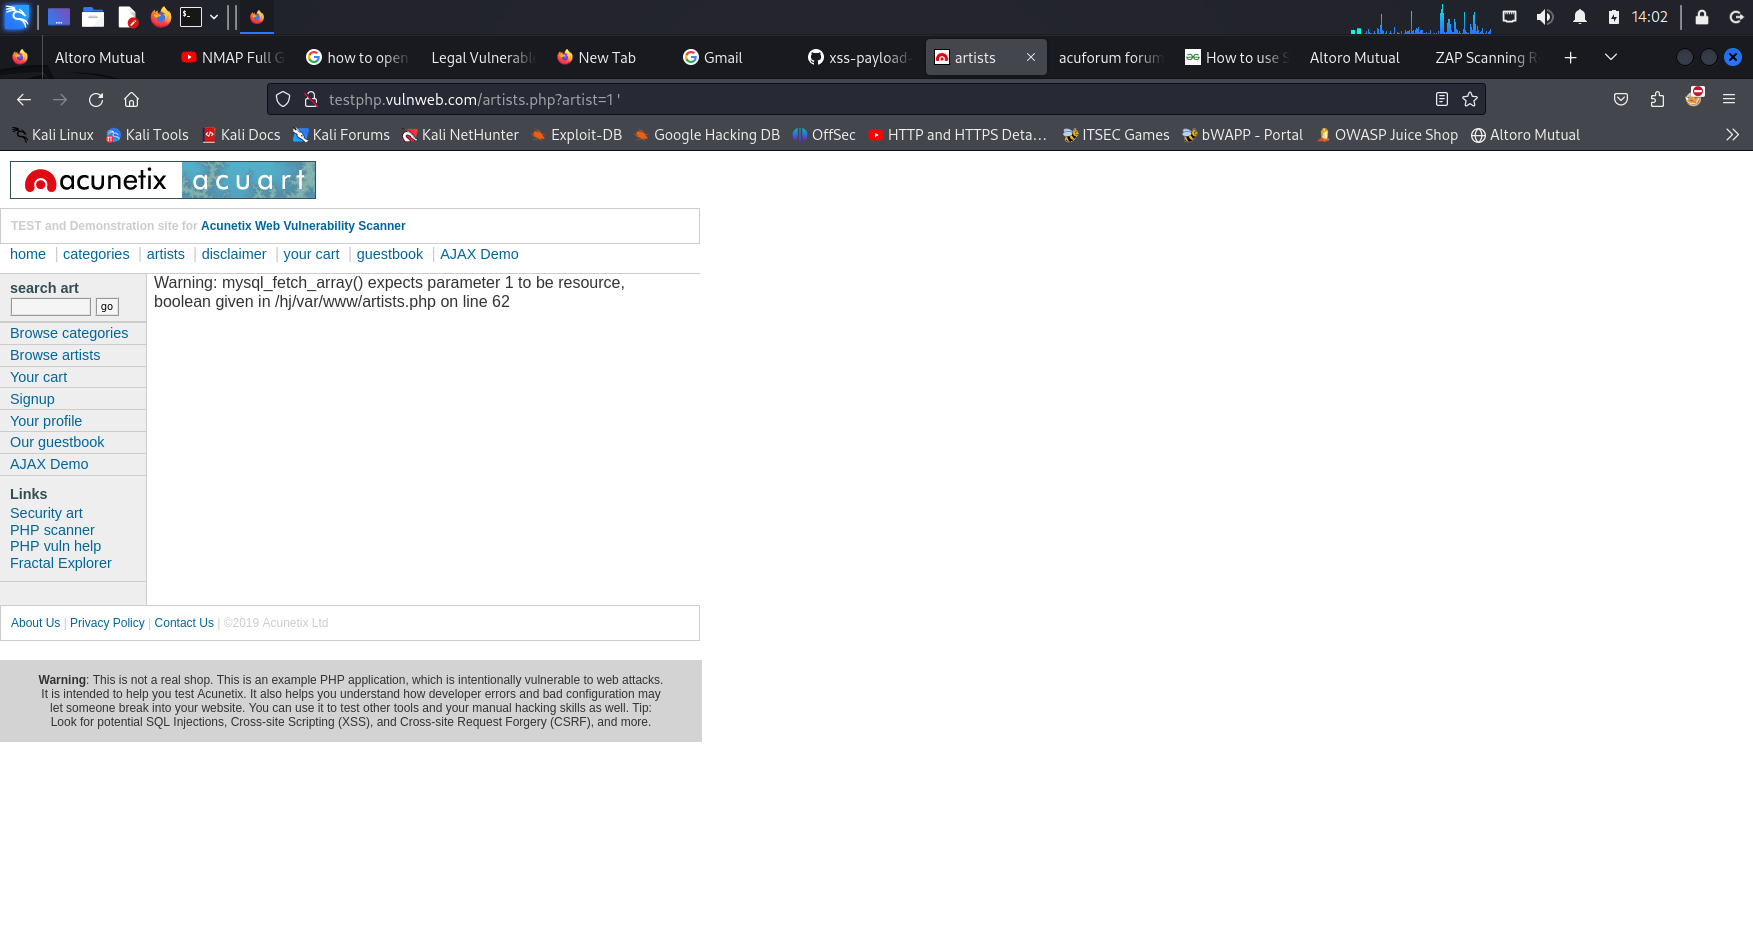 14:02
Altoro Mutual NMAP Full G how to open Legal Vulnerabl New Tab Gmail xss-payload- artists acuforum forum How to use S Altoro Mutual ZAP Scanning R
testphp.vulnweb.com/artists.php?artist=1 '
Kali Linux Kali Tools Kali Docs Kali Forums Kali NetHunter Exploit-DB Google Hacking DB OffSec HTTP and HTTPS Deta... ITSEC Games bWAPP - Portal OWASP Juice Shop Altoro Mutual
acunetix acuart
TEST and Demonstration site for Acunetix Web Vulnerability Scanner
home | categories | artists | disclaimer | your cart | guestbook | AJAX Demo
search art
go
Browse categories
Browse artists
Your cart
Signup
Your profile
Our guestbook
AJAX Demo
Links
Security art
PHP scanner
PHP vuln help
Fractal Explorer
Warning: mysql_fetch_array() expects parameter 1 to be resource,
boolean given in /hj/var/www/artists.php on line 62
About Us | Privacy Policy | Contact Us | ©2019 Acunetix Ltd
Warning: This is not a real shop. This is an example PHP application, which is intentionally vulnerable to web attacks.
It is intended to help you test Acunetix. It also helps you understand how developer errors and bad configuration may
let someone break into your website. You can use it to test other tools and your manual hacking skills as well. Tip:
Look for potential SQL Injections, Cross-site Scripting (XSS), and Cross-site Request Forgery (CSRF), and more.